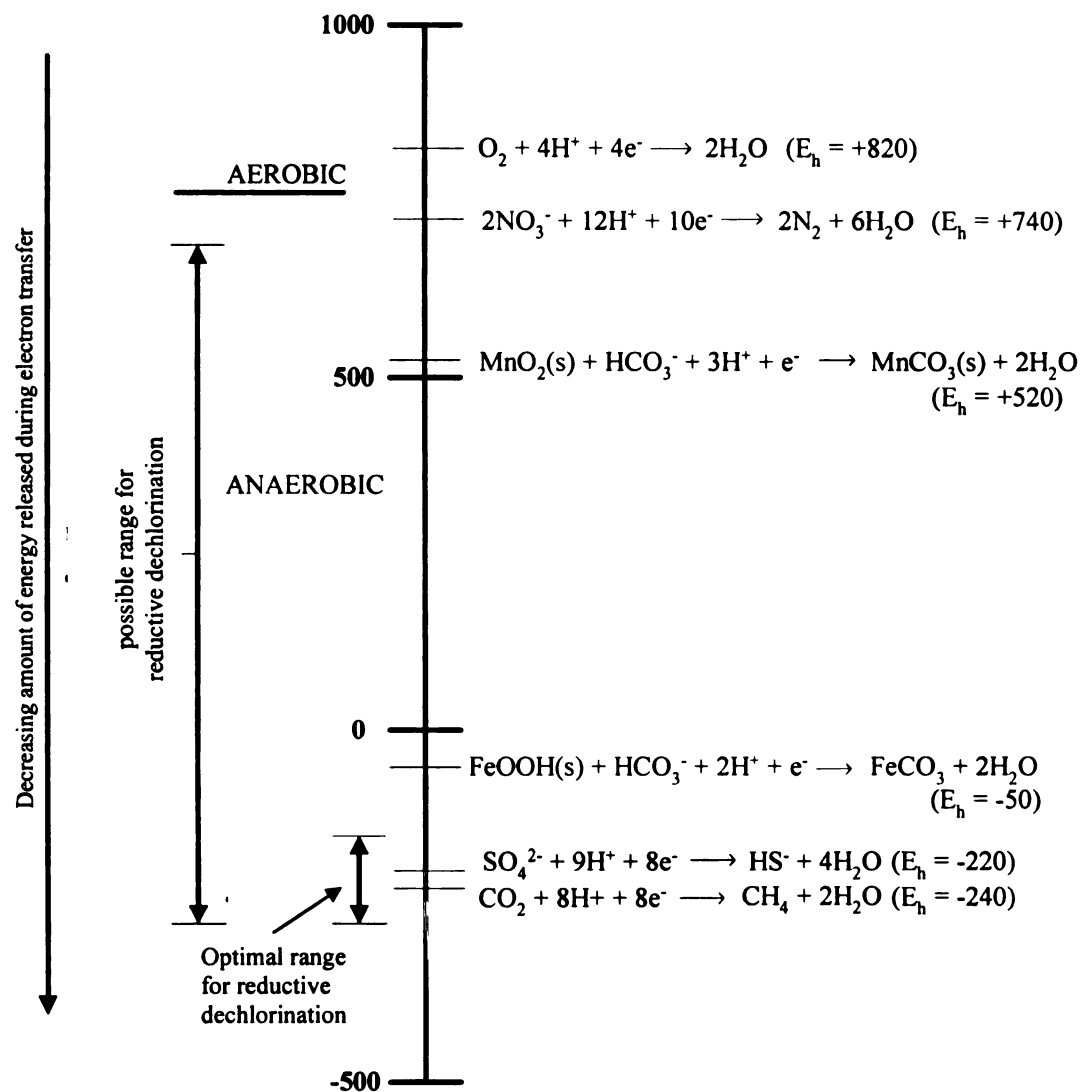 1000
O₂ + 4H⁺ + 4e⁻ ⟶ 2H₂O (Eₕ = +820)
AEROBIC
2NO₃⁻ + 12H⁺ + 10e⁻ ⟶ 2N₂ + 6H₂O (Eₕ = +740)
MnO₂(s) + HCO₃⁻ + 3H⁺ + e⁻ ⟶ MnCO₃(s) + 2H₂O
(Eₕ = +520)
500
ANAEROBIC
Decreasing amount of energy released during electron transfer
possible range for
reductive dechlorination
0
FeOOH(s) + HCO₃⁻ + 2H⁺ + e⁻ ⟶ FeCO₃ + 2H₂O
(Eₕ = -50)
SO₄²⁻ + 9H⁺ + 8e⁻ ⟶ HS⁻ + 4H₂O (Eₕ = -220)
CO₂ + 8H+ + 8e⁻ ⟶ CH₄ + 2H₂O (Eₕ = -240)
Optimal range
for reductive
dechlorination
-500